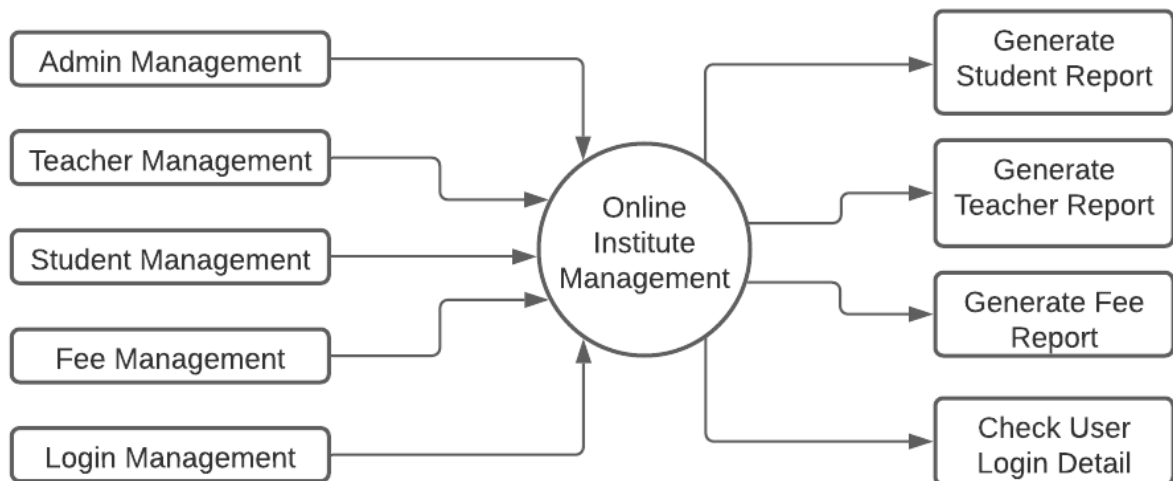 Admin Management
Teacher Management
Student Management
Fee Management
Login Management
Online
Institute
Management
Generate
Student Report
Generate
Teacher Report
Generate Fee
Report
Check User
Login Detail